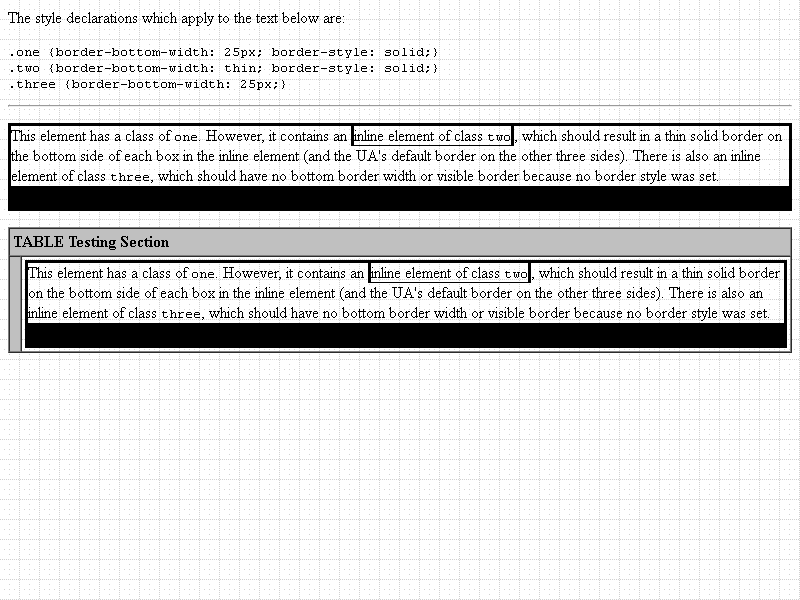 The style declarations which apply to the text below are:
.one {border-bottom-width: 25px; border-style: solid;}
.two {border-bottom-width: thin; border-style: solid;}
.three {border-bottom-width: 25px;}
This element has a class of one. However, it contains an inline element of class two, which should result in a thin solid border on
the bottom side of each box in the inline element (and the UA's default border on the other three sides). There is also an inline
element of class three, which should have no bottom border width or visible border because no border style was set.
TABLE Testing Section
This element has a class of one. However, it contains an inline element of class two, which should result in a thin solid border
on the bottom side of each box in the inline element (and the UA's default border on the other three sides). There is also an
inline element of class three, which should have no bottom border width or visible border because no border style was set.